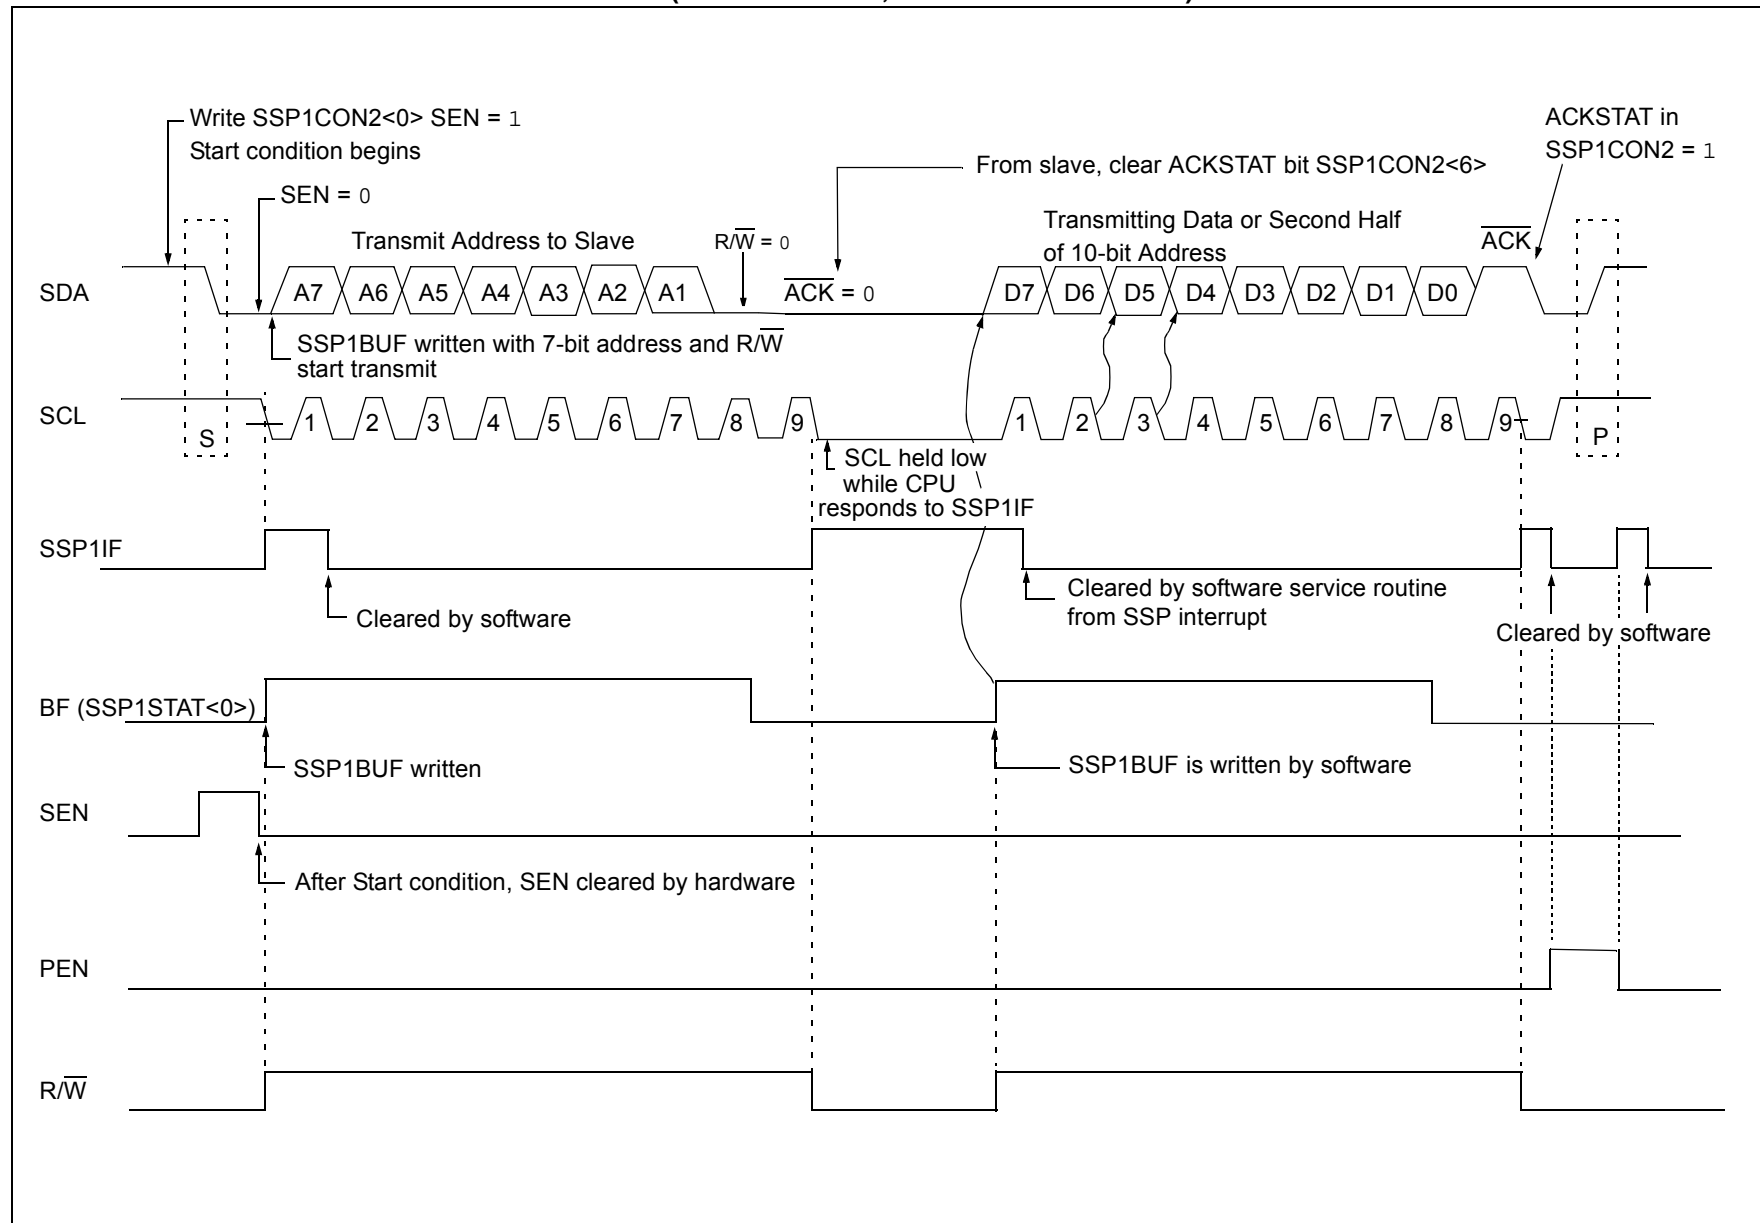 Write SSP1CON2<0> SEN = 1
Start condition begins
ACKSTAT in
SSP1CON2 = 1
From slave, clear ACKSTAT bit SSP1CON2<6>
SEN = 0
Transmitting Data or Second Half
of 10-bit Address
Transmit Address to Slave
R/W̅ = 0
A̅C̅K̅
SDA
A7 A6 A5 A4 A3 A2 A1
A̅C̅K̅ = 0
D7 D6 D5 D4 D3 D2 D1 D0
SSP1BUF written with 7-bit address and R/W̅
start transmit
SCL
S
1 2 3 4 5 6 7 8 9
1 2 3 4 5 6 7 8 9
P
SCL held low
while CPU
responds to SSP1IF
SSP1IF
Cleared by software
Cleared by software service routine
from SSP interrupt
Cleared by software
BF (SSP1STAT<0>)
SSP1BUF written
SSP1BUF is written by software
SEN
After Start condition, SEN cleared by hardware
PEN
R/W̅